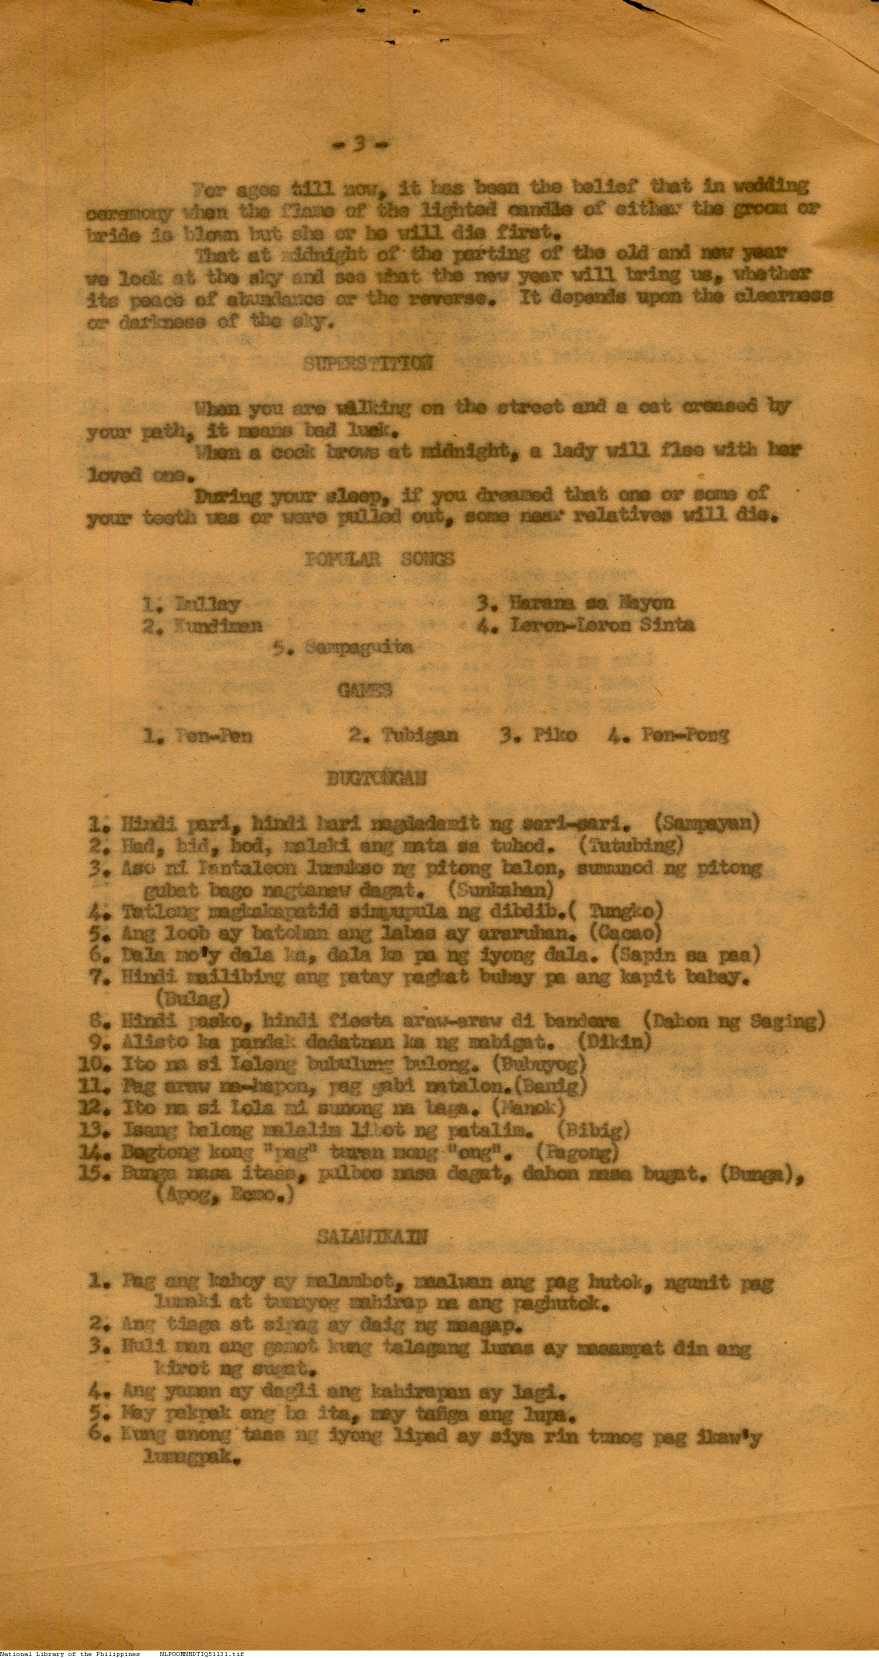 - 3 -
For ages till now, it has been the belief that in wedding
ceremony when the flame of the lighted candle of either the groom or
bride is blown but she or he will die first.
That at midnight of the parting of the old and new year
we look at the sky and see what the new year will bring us, whether
its peace of abundance or the reverse. It depends upon the clearness
or darkness of the sky.
SUPERSTITION
When you are walking on the street and a cat crossed by
your path, it means bad luck.
When a cock brows at midnight, a lady will flee with her
loved one.
During your sleep, if you dreamed that one or some of
your teeth was or were pulled out, some near relatives will die.
POPULAR SONGS
1. Lullay
3. Harana sa Nayon
2. Kundiman
4. Leron-Leron Sinta
5. Sampaguita
GAMES
1. Pen-Pen 2. Tubigan 3. Piko 4. Pen-Pong
BUGTONGAN
1. Hindi pari, hindi hari nagdadamit ng sari-sari. (Sampayan)
2. Had, bid, bod, malaki ang mata sa tuhod. (Tutubing)
3. Aso ni Pantaleon lumukso ng pitong balon, sumunod ng pitong
gubat bago nagtanaw dagat. (Sunkahan)
4. Tatlong magkakapatid simpupula ng dibdib.( Tungko)
5. Ang loob ay batohan ang labas ay araruhan. (Cacao)
6. Dala mo'y dala ka, dala ka pa ng iyong dala. (Sapin sa paa)
7. Hindi mailibing ang patay pagkat buhay pa ang kapit bahay.
(Bulag)
8. Hindi pasko, hindi fiesta araw-araw di bandera (Dahon ng Saging)
9. Alisto ka pandak dadatnan ka ng mabigat. (Dikin)
10. Ito na si Lelong bubulung bulong. (Bubuyog)
11. Pag araw ma-hapon, pag gabi matalon.(Banig)
12. Ito na si Lola ni sunong na baga. (Manok)
13. Isang balong malalim libot ng patalim. (Bibig)
14. Bogtong kong "pag" turan mong "ong". (Pagong)
15. Bunga nasa itaas, pulbos nasa dagat, dahon nasa bugat. (Bunga),
(Apog, Ecmo.)
SALAWIKAIN
1. Pag ang kahoy ay malambot, maalwan ang pag hutok, ngunit pag
lumaki at tumayog mahirap na ang paghutok.
2. Ang tiaga at sipag ay daig ng maagap.
3. Huli man ang gamot kung talagang lunas ay masampat din ang
kirot ng sugat.
4. Ang yaman ay dagli ang kahirapan ay lagi.
5. May pakpak ang ba ita, may tañga ang lupa.
6. Kung anong taas ng iyong lipad ay siya rin tunog pag ikaw'y
lumagpak.
National Library of the Philippines NLPOOMNHDTIQ51131.tif